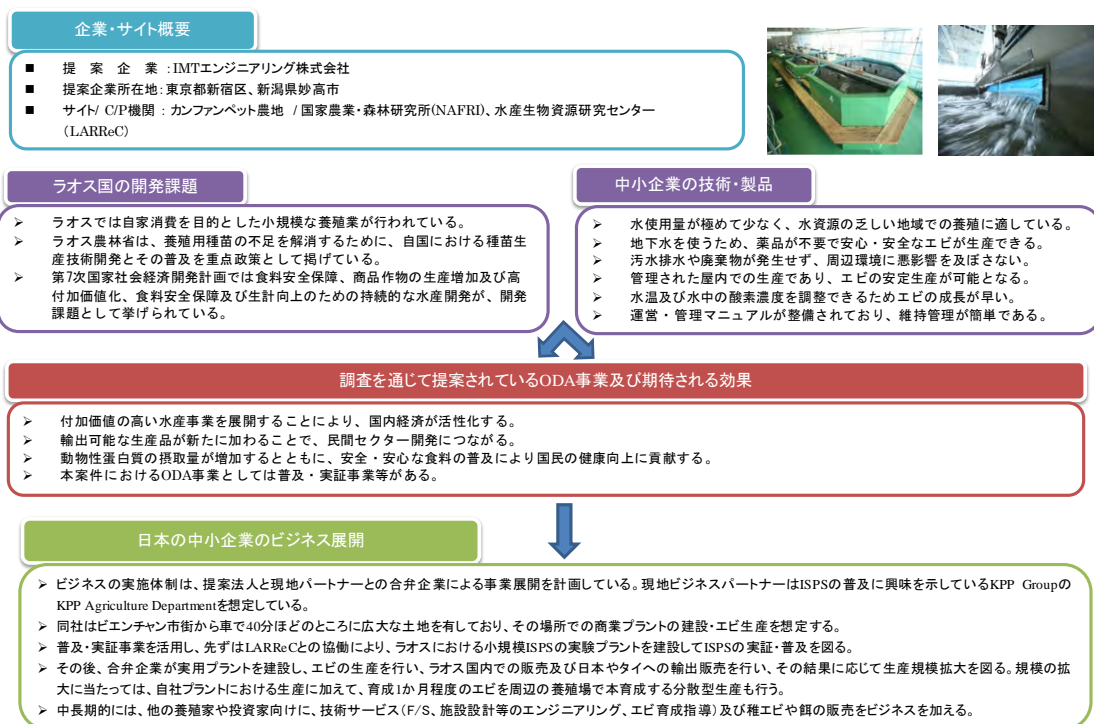 企業・サイト概要
■ 提 案 企 業 ：IMTエンジニアリング株式会社
■ 提案企業所在地：東京都新宿区、新潟県妙高市
■ サイト/ C/P機関 ： カンファンペット農地 / 国家農業・森林研究所(NAFRI)、水産生物資源研究センター
（LARReC）
ラオス国の開発課題
➢ ラオスでは自家消費を目的とした小規模な養殖業が行われている。
➢ ラオス農林省は、養殖用種苗の不足を解消するために、自国における種苗生
産技術開発とその普及を重点政策として掲げている。
➢ 第7次国家社会経済開発計画では食料安全保障、商品作物の生産増加及び高
付加価値化、食料安全保障及び生計向上のための持続的な水産開発が、開発
課題として挙げられている。
中小企業の技術・製品
➢ 水使用量が極めて少なく、水資源の乏しい地域での養殖に適している。
➢ 地下水を使うため、薬品が不要で安心・安全なエビが生産できる。
➢ 汚水排水や廃棄物が発生せず、周辺環境に悪影響を及ぼさない。
➢ 管理された屋内での生産であり、エビの安定生産が可能となる。
➢ 水温及び水中の酸素濃度を調整できるためエビの成長が早い。
➢ 運営・管理マニュアルが整備されており、維持管理が簡単である。
調査を通じて提案されているODA事業及び期待される効果
➢ 付加価値の高い水産事業を展開することにより、国内経済が活性化する。
➢ 輸出可能な生産品が新たに加わることで、民間セクター開発につながる。
➢ 動物性蛋白質の摂取量が増加するとともに、安全・安心な食料の普及により国民の健康向上に貢献する。
➢ 本案件におけるODA事業としては普及・実証事業等がある。
日本の中小企業のビジネス展開
➢ ビジネスの実施体制は、提案法人と現地パートナーとの合弁企業による事業展開を計画している。現地ビジネスパートナーはISPSの普及に興味を示しているKPP Groupの
KPP Agriculture Departmentを想定している。
➢ 同社はビエンチャン市街から車で40分ほどのところに広大な土地を有しており、その場所での商業プラントの建設・エビ生産を想定する。
➢ 普及・実証事業を活用し、先ずはLARReCとの協働により、ラオスにおける小規模ISPSの実験プラントを建設してISPSの実証・普及を図る。
➢ その後、合弁企業が実用プラントを建設し、エビの生産を行い、ラオス国内での販売及び日本やタイへの輸出販売を行い、その結果に応じて生産規模拡大を図る。規模の拡
大に当たっては、自社プラントにおける生産に加えて、育成1か月程度のエビを周辺の養殖場で本育成する分散型生産も行う。
➢ 中長期的には、他の養殖家や投資家向けに、技術サービス（F/S、施設設計等のエンジニアリング、エビ育成指導）及び稚エビや餌の販売をビジネスを加える。